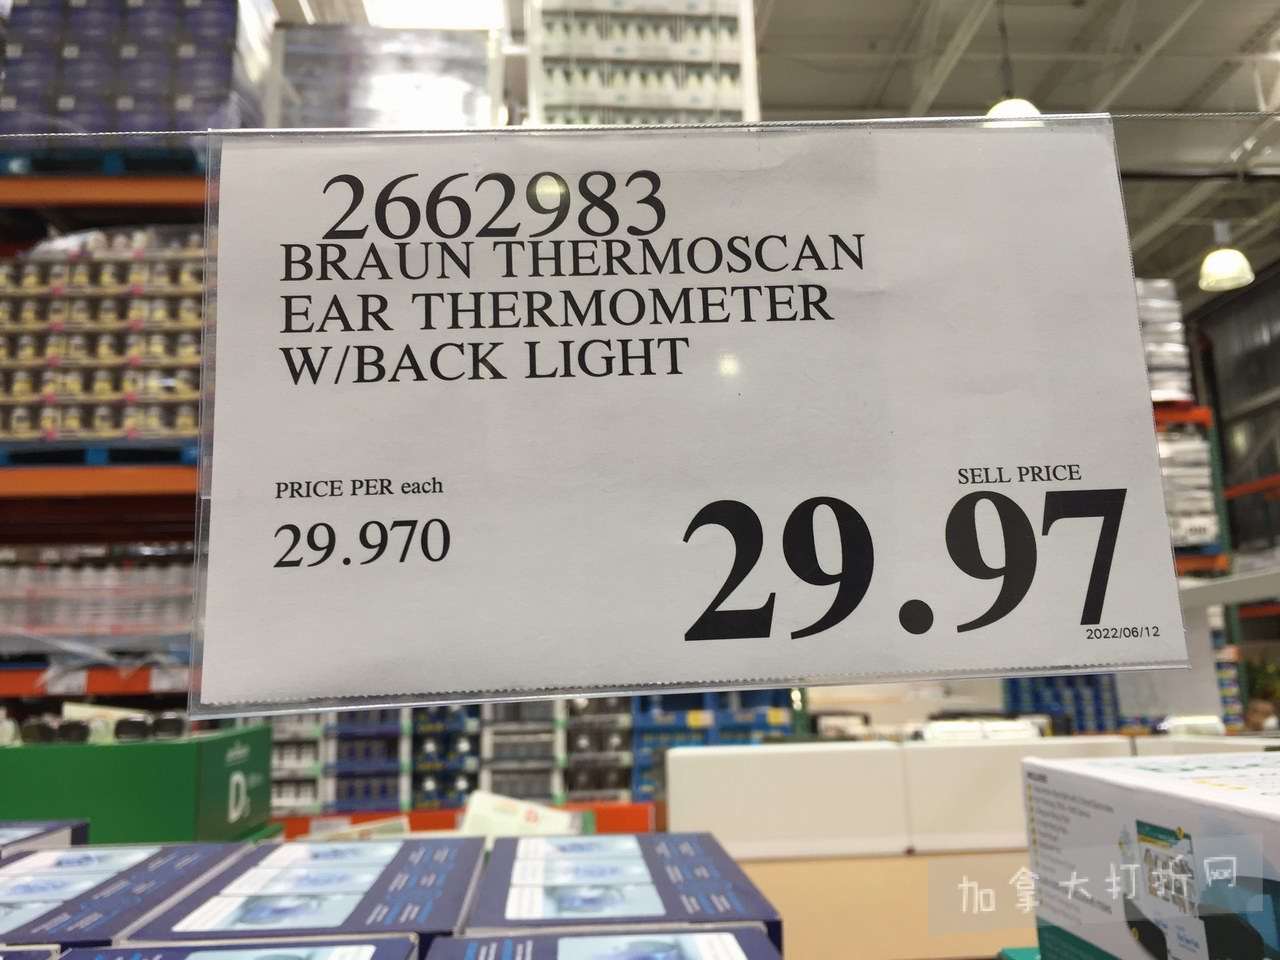 2662983
BRAUN THERMOSCAN
EAR THERMOMETER
W/BACK LIGHT
PRICE PER each
29.970
SELL PRICE
29.97
2022/06/12
D
加拿大打折网